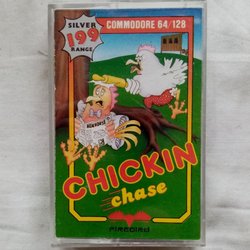 SILVER
199
RANGE
COMMODORE 64/128
CHICKIN
chase
FIREBIRD